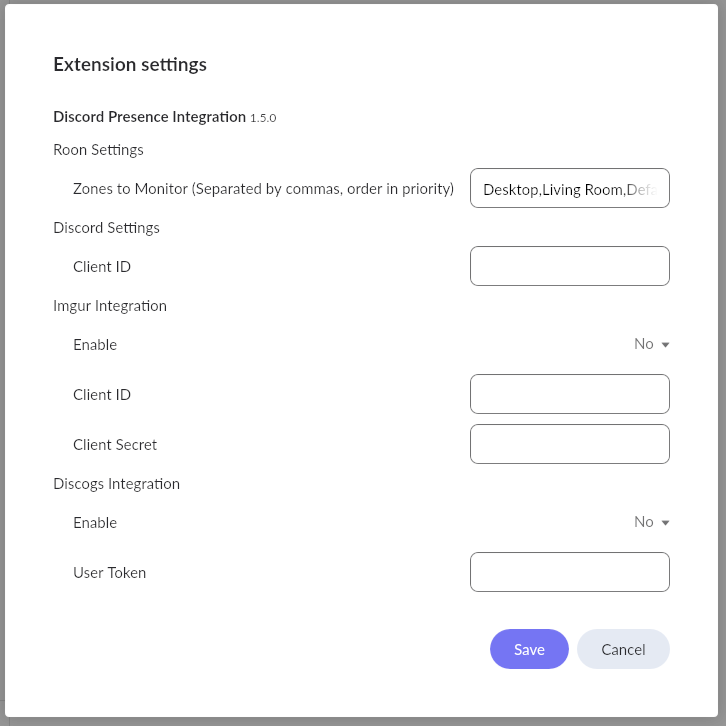 Extension settings
Discord Presence Integration 1.5.0
Roon Settings
Zones to Monitor (Separated by commas, order in priority) Desktop,Living Room,
Discord Settings
Client ID
Imgur Integration
Enable No
Client ID
Client Secret
Discogs Integration
Enable No
User Token
Save Cancel